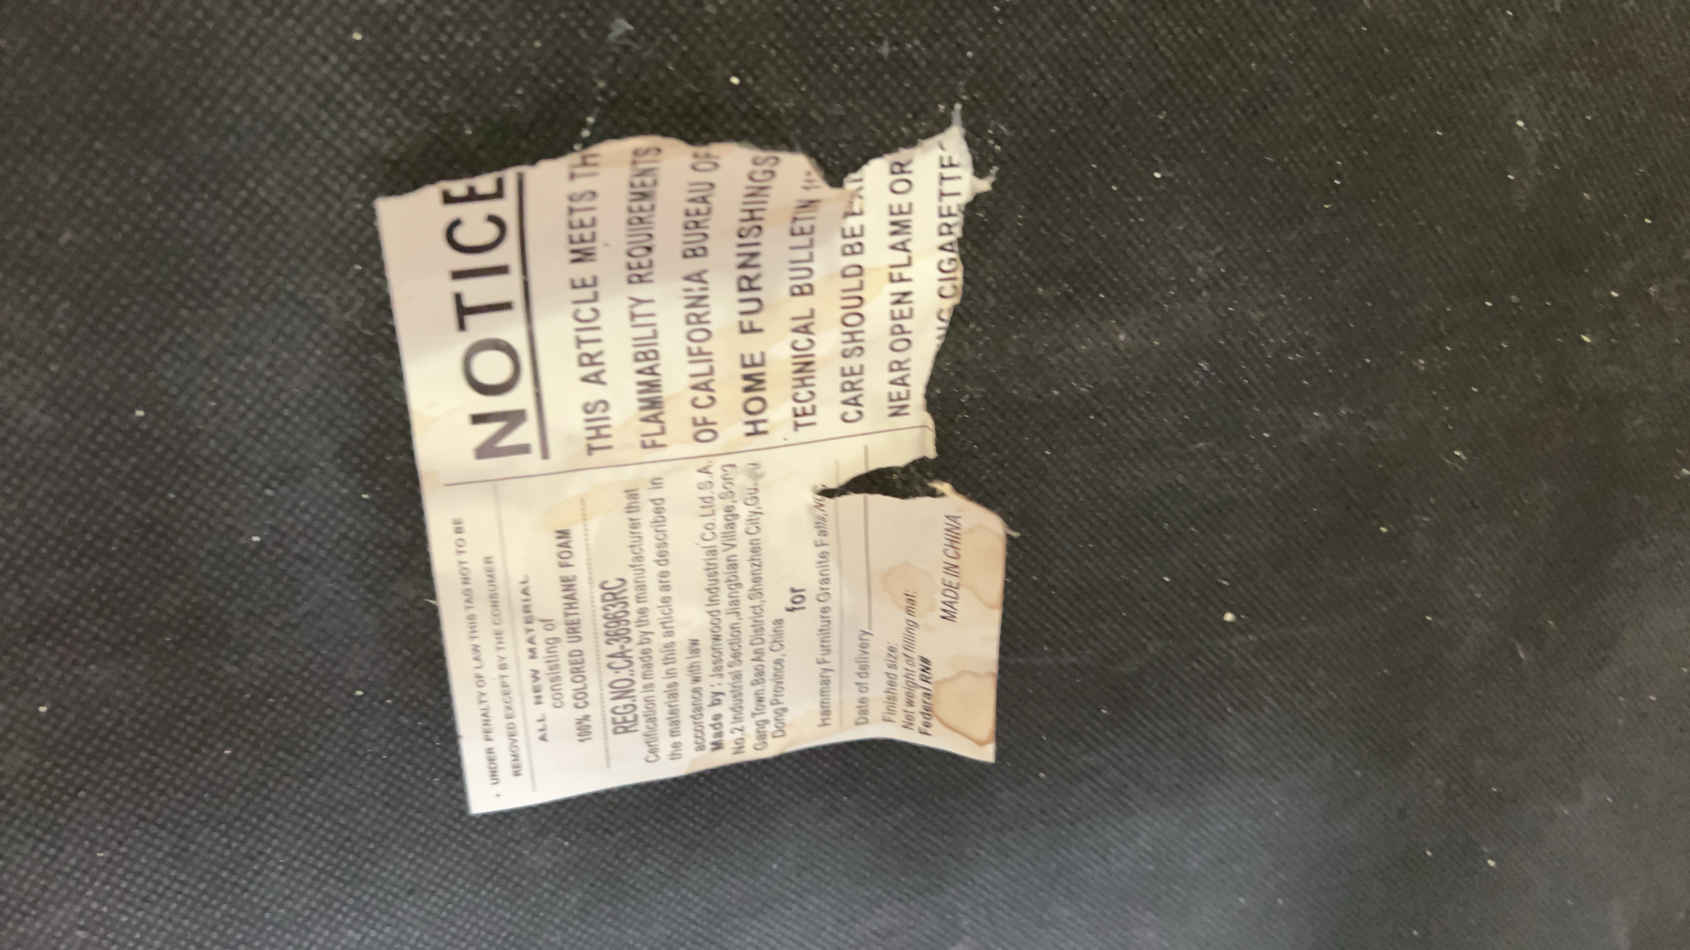 UNDER PENALTY OF LAW THIS TAG NOT TO BE
REMOVED EXCEPT BY THE CONSUMER
ALL NEW MATERIAL
consisting of
100% COLORED URETHANE FOAM
REG.NO.:CA-36963RC
Certification is made by the manufacturer that
the materials in this article are described in
accordance with law
Made by : Jasonwood Industrial Co.Ltd.S.A.
No.2 Industrial Section,Jiangbian Village,Song
Gang Town.Bao An District,Shenzhen City,
Dong Province, China
for
Hammary Furniture Granite Falls,
Date of delivery
Finished size:
Net weight of filling mat:
Federal RN#
MADE IN CHINA
NOTICE
THIS ARTICLE MEETS TH
FLAMMABILITY REQUIREMENTS
OF CALIFORNIA BUREAU OF
HOME FURNISHINGS
TECHNICAL BULLETIN
CARE SHOULD BE
NEAR OPEN FLAME OR
CIGARETTE